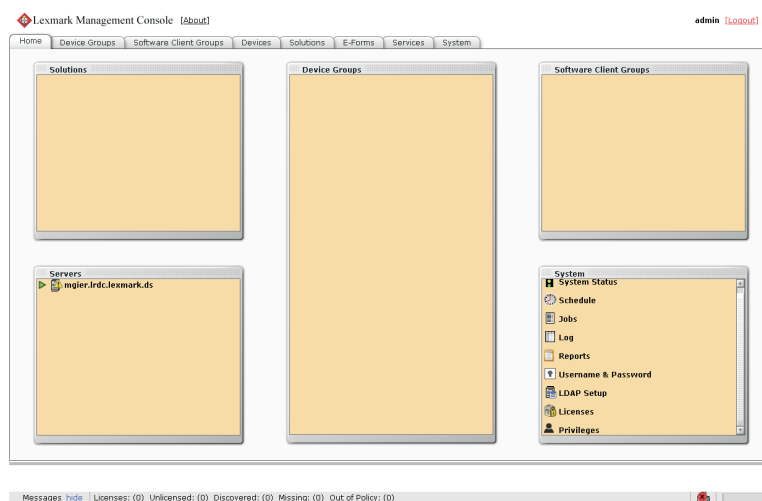 Lexmark Management Console [About] admin [Logout]
Home Device Groups Software Client Groups Devices Solutions E-Forms Services System
Solutions
Device Groups
Software Client Groups
Servers
mgier.lrdc.lexmark.ds
System
System Status
Schedule
Jobs
Log
Reports
Username & Password
LDAP Setup
Licenses
Privileges
Messages hide Licenses: (0) Unlicensed: (0) Discovered: (0) Missing: (0) Out of Policy: (0)